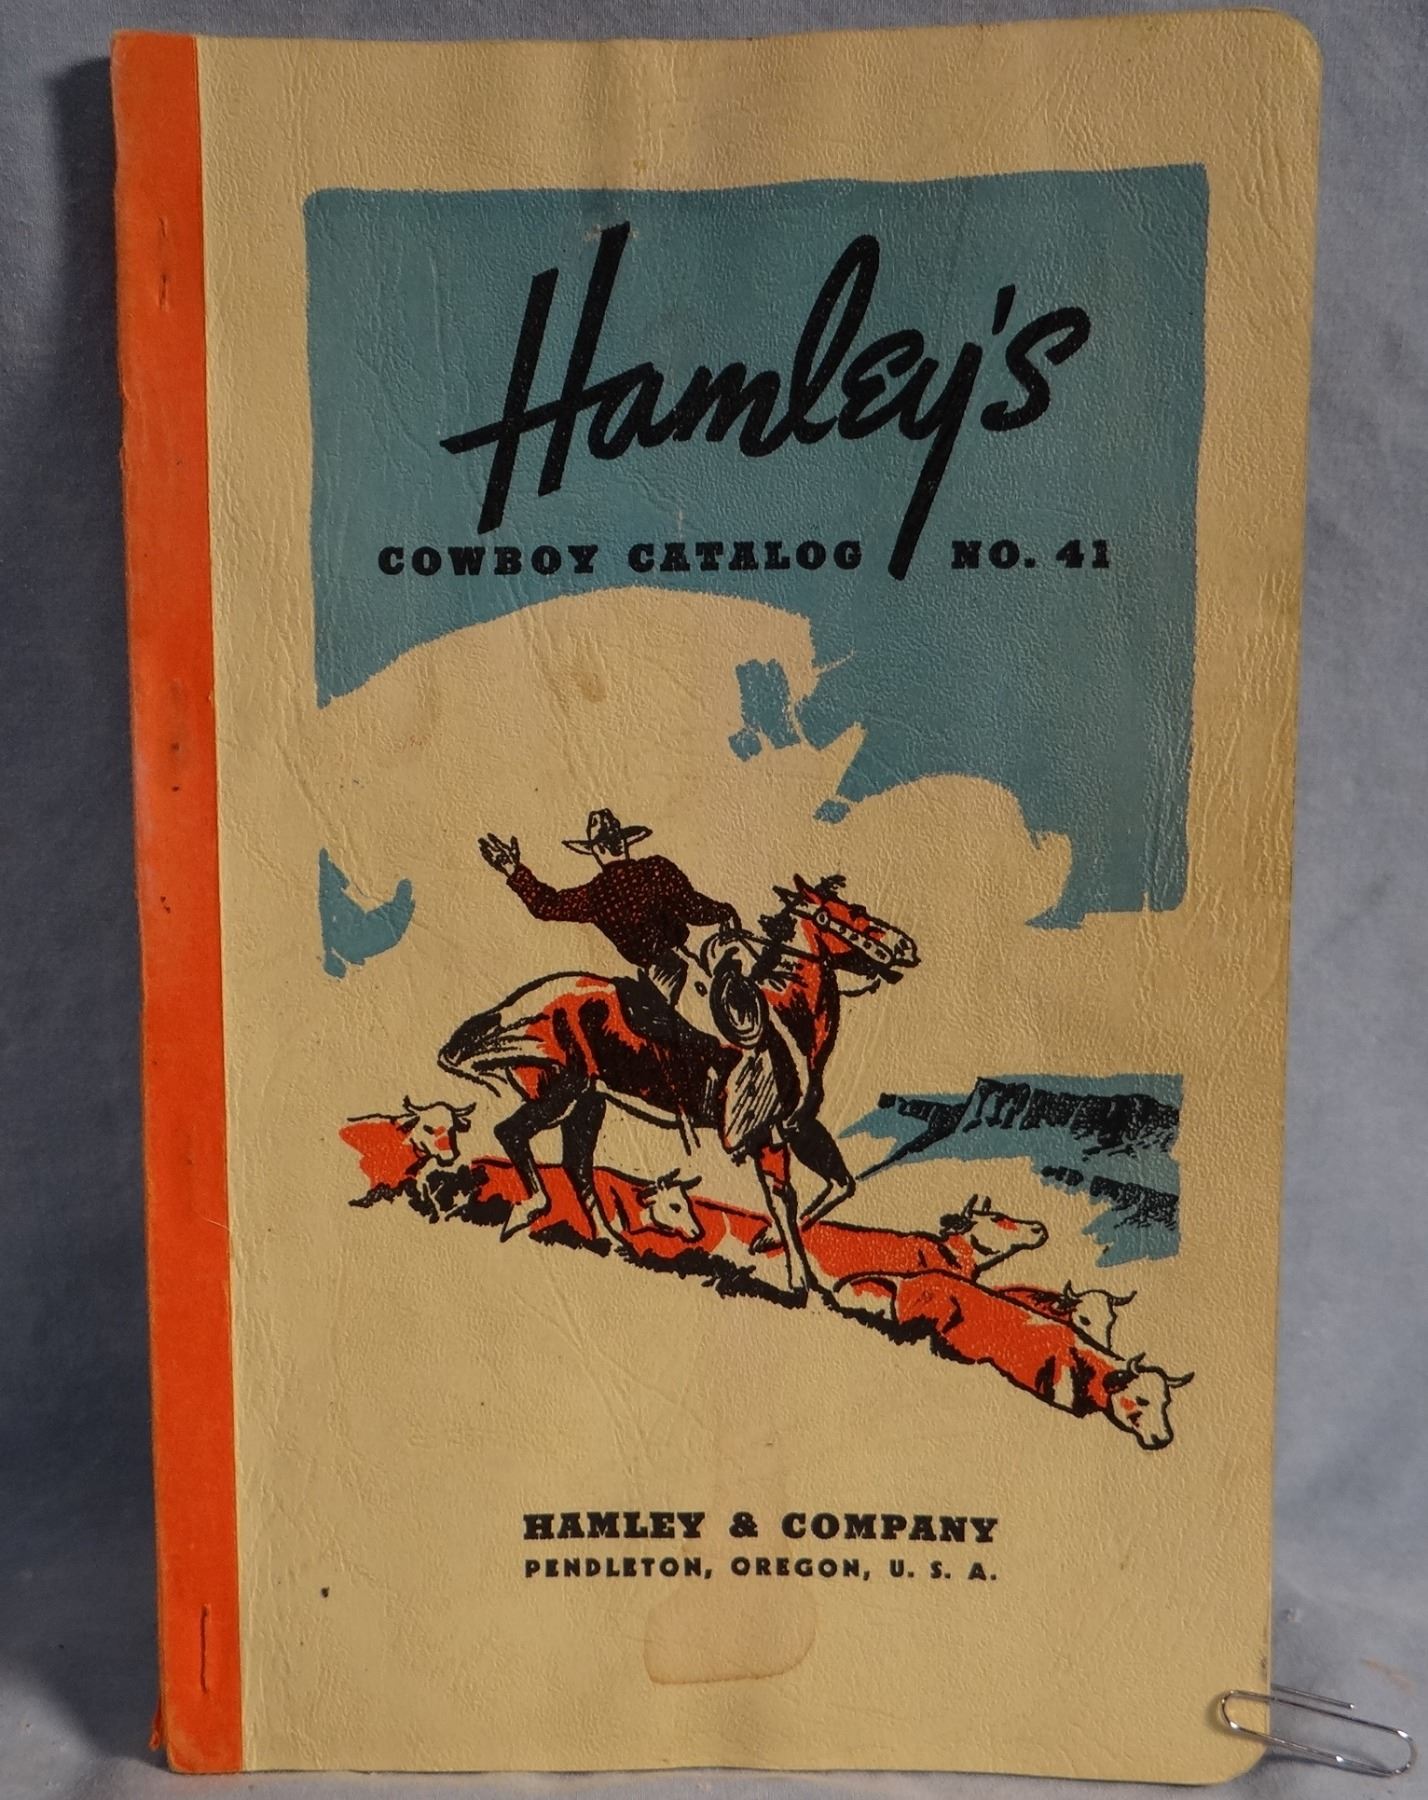 Hamley's
COWBOY CATALOG NO. 41
HAMLEY & COMPANY
PENDLETON, OREGON, U. S. A.